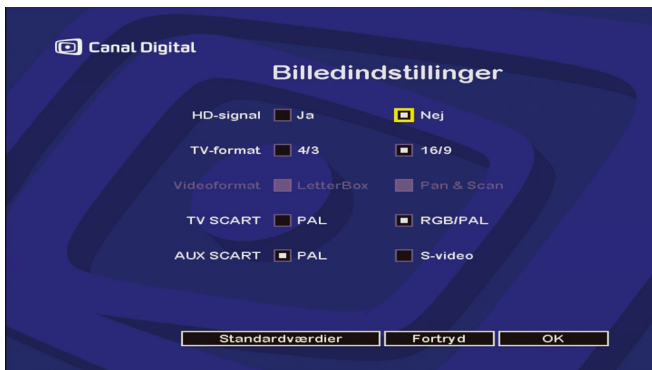 Canal Digital
Billedindstillinger
HD-signal Ja Nej
TV-format 4/3 16/9
Videoformat LetterBox Pan & Scan
TV SCART PAL RGB/PAL
AUX SCART PAL S-video
Standardværdier Fortryd OK